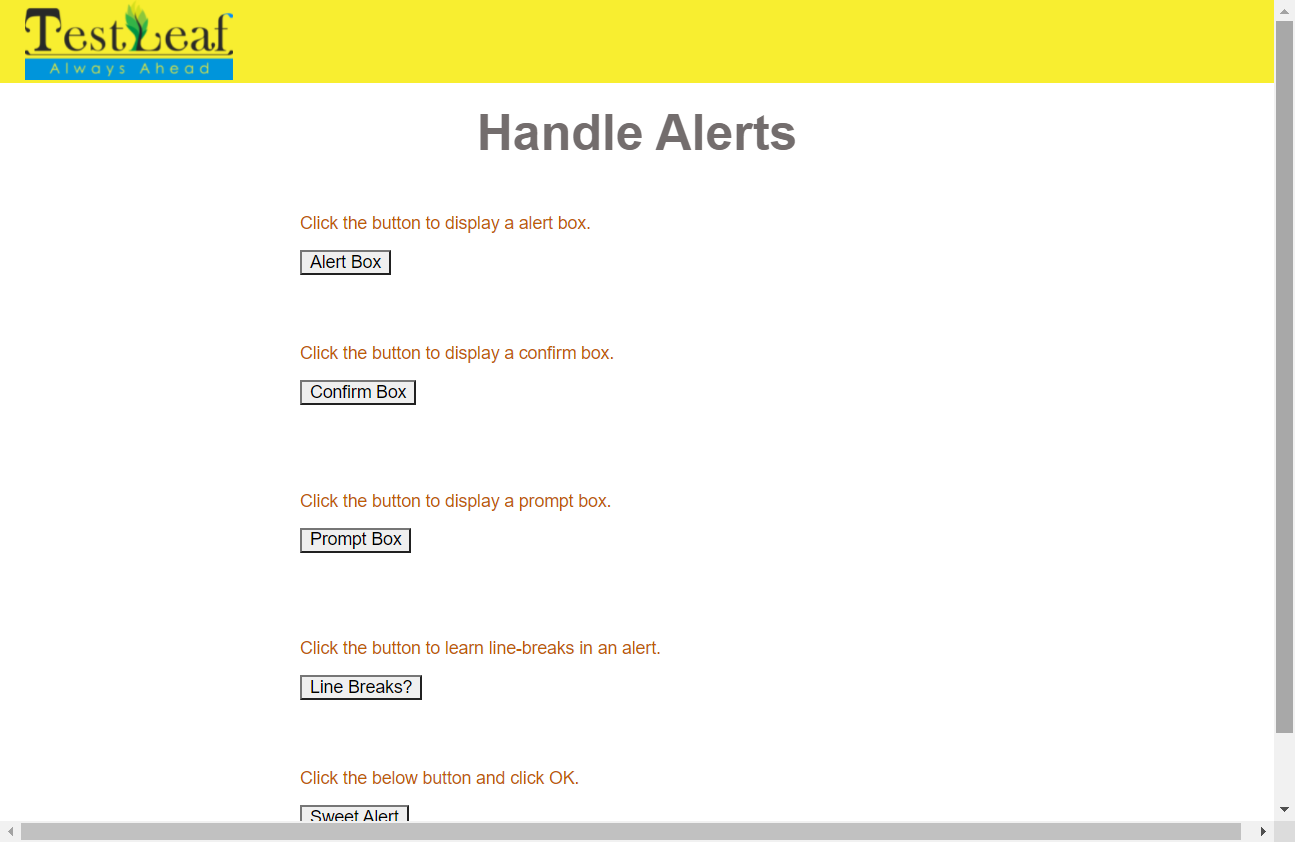 TestLeaf
Always Ahead
Handle Alerts
Click the button to display a alert box.
Alert Box
Click the button to display a confirm box.
Confirm Box
Click the button to display a prompt box.
Prompt Box
Click the button to learn line-breaks in an alert.
Line Breaks?
Click the below button and click OK.
Sweet Alert